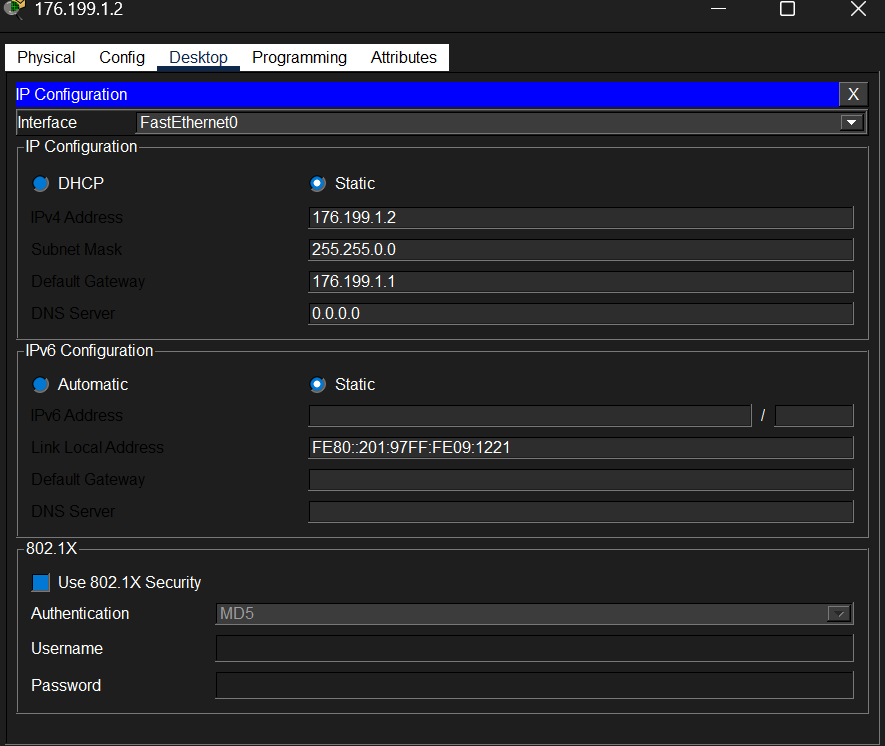 176.199.1.2
Physical Config Desktop Programming Attributes
IP Configuration X
Interface FastEthernet0
IP Configuration
DHCP Static
IPv4 Address 176.199.1.2
Subnet Mask 255.255.0.0
Default Gateway 176.199.1.1
DNS Server 0.0.0.0
IPv6 Configuration
Automatic Static
IPv6 Address /
Link Local Address FE80::201:97FF:FE09:1221
Default Gateway
DNS Server
802.1X
Use 802.1X Security
Authentication MD5
Username
Password